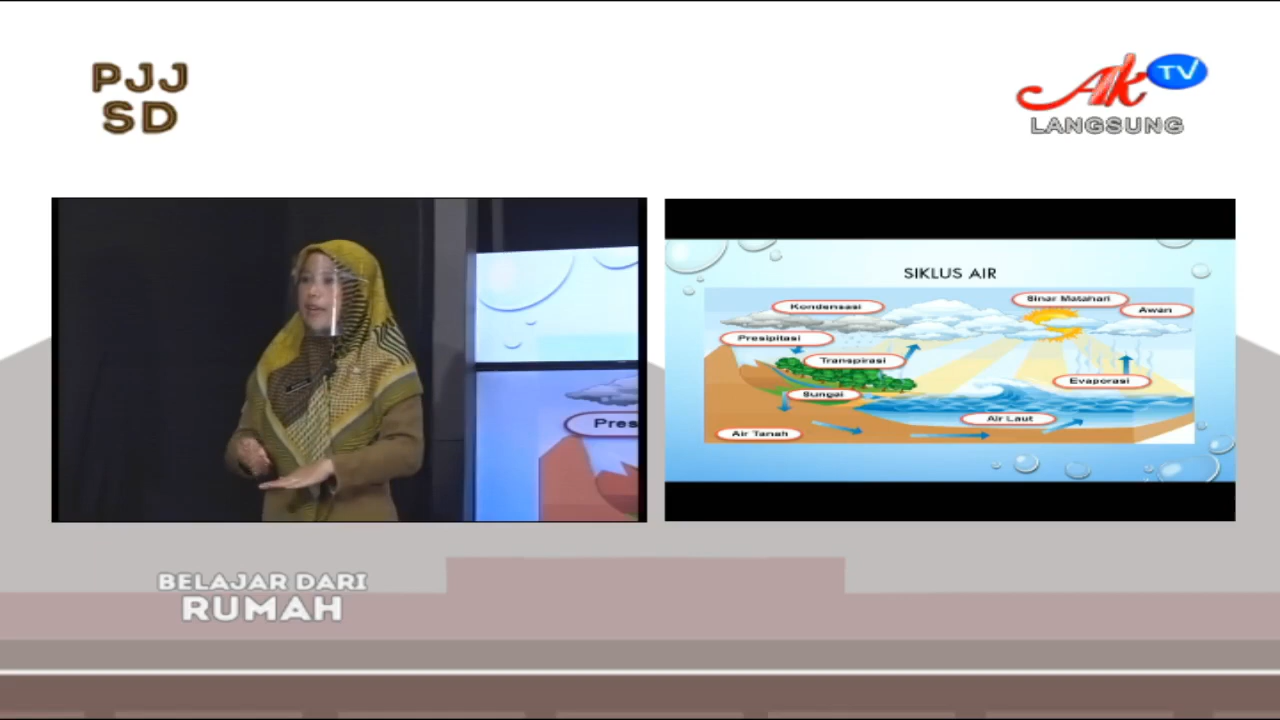 PJJ
SD
Ak TV
LANGSUNG
SIKLUS AIR
Kondensasi
Sinar Matahari
Awan
Presipitasi
Transpirasi
Evaporasi
Sungai
Air Laut
Air Tanah
Pres
BELAJAR DARI
RUMAH